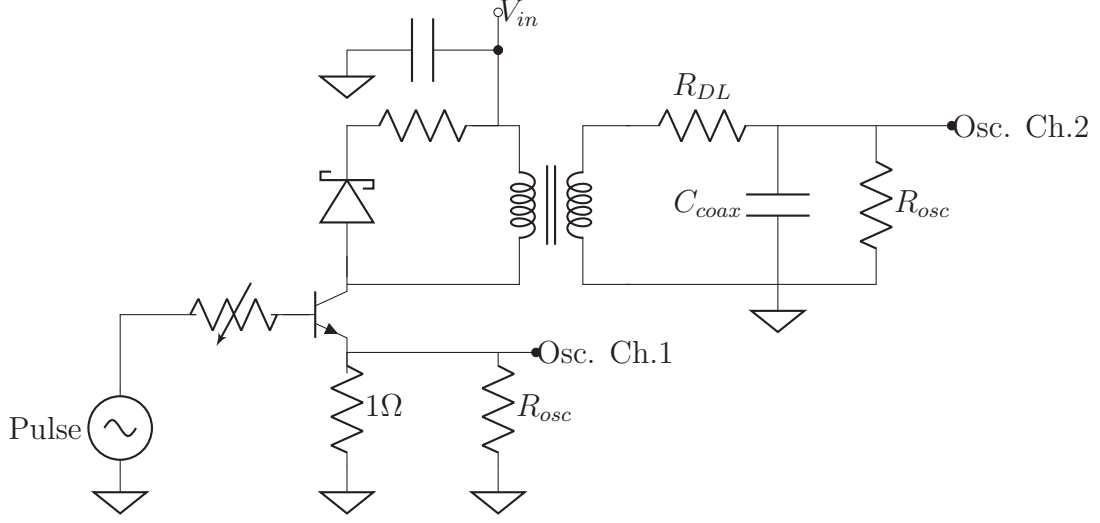 V_in
R_DL
Osc. Ch.2
C_coax
R_osc
Osc. Ch.1
1Ω
R_osc
Pulse